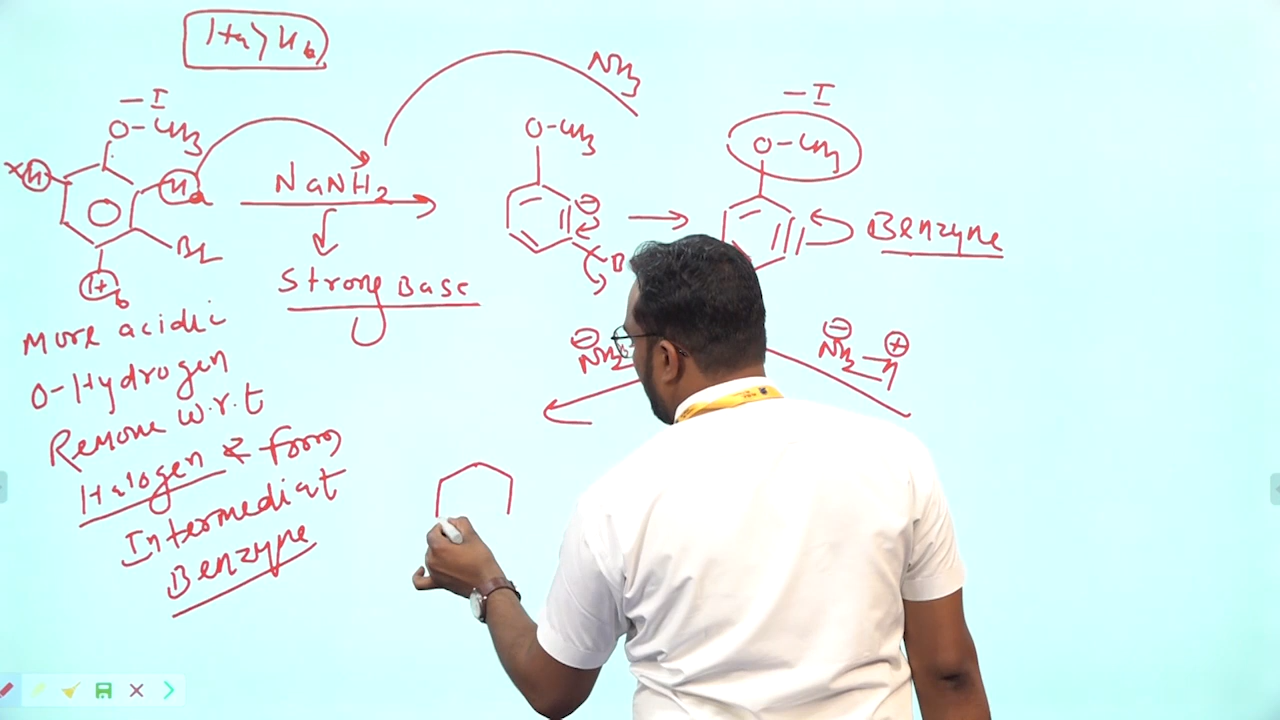 Ha > Hb
NH3
-I
O-CH3
H
Ha
Br
Hb
NaNH2
Strong Base
O-CH3
⊖
B
-I
O-CH3
Benzyne
⊖
NH2
⊖ ⊕
NH2 H
More acidic
O-Hydrogen
Remove w.r.t
Halogen & form
Intermediat
Benzyne